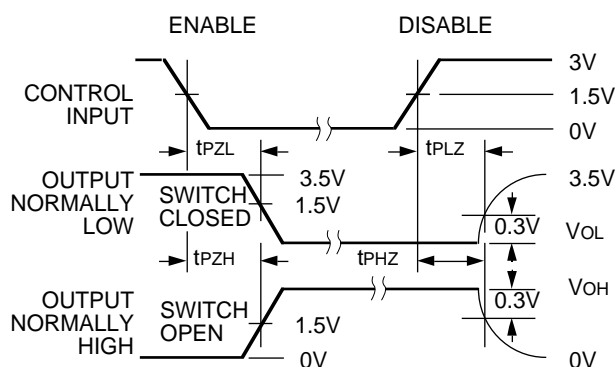 ENABLE DISABLE
3V
CONTROL
INPUT
1.5V
0V
tPZL tPLZ
OUTPUT
NORMALLY
LOW
SWITCH
CLOSED
3.5V
1.5V
3.5V
0.3V
VOL
tPZH tPHZ
VOH
0.3V
OUTPUT
NORMALLY
HIGH
SWITCH
OPEN
1.5V
0V
0V